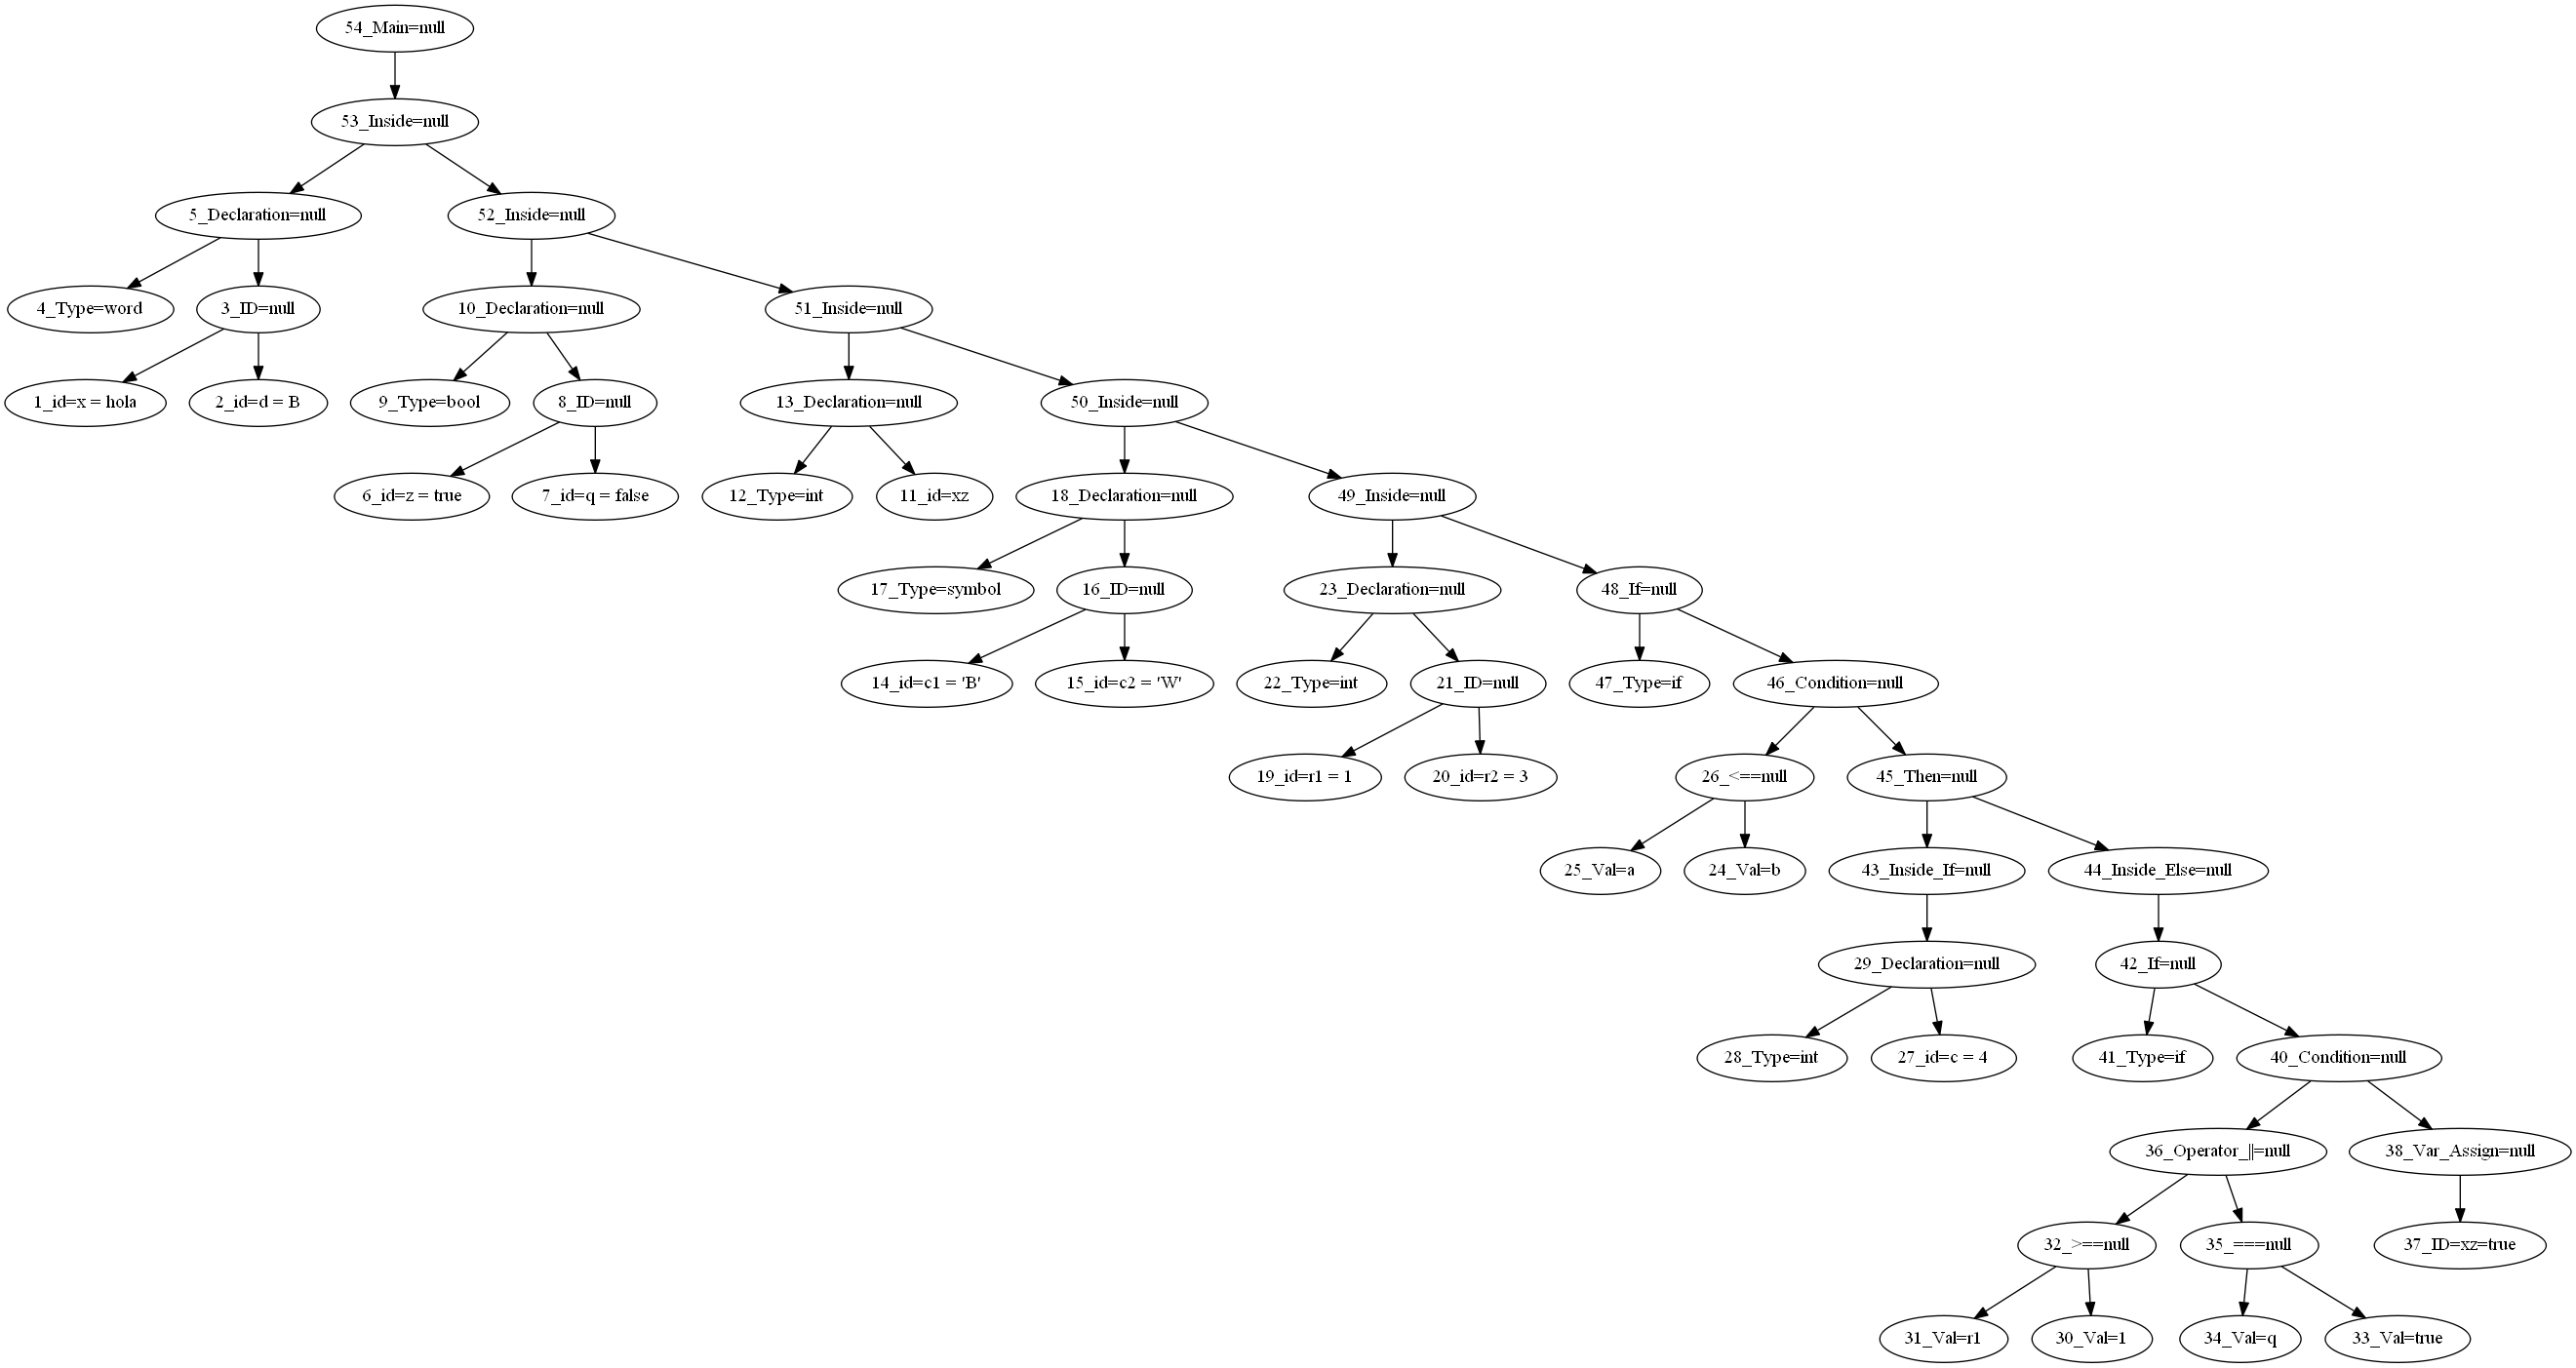 54_Main=null
53_Inside=null
5_Declaration=null
52_Inside=null
4_Type=word
3_ID=null
10_Declaration=null
51_Inside=null
1_id=x = hola
2_id=d = B
9_Type=bool
8_ID=null
13_Declaration=null
50_Inside=null
6_id=z = true
7_id=q = false
12_Type=int
11_id=xz
18_Declaration=null
49_Inside=null
17_Type=symbol
16_ID=null
23_Declaration=null
48_If=null
14_id=c1 = 'B'
15_id=c2 = 'W'
22_Type=int
21_ID=null
47_Type=if
46_Condition=null
19_id=r1 = 1
20_id=r2 = 3
26_<==null
45_Then=null
25_Val=a
24_Val=b
43_Inside_If=null
44_Inside_Else=null
29_Declaration=null
42_If=null
28_Type=int
27_id=c = 4
41_Type=if
40_Condition=null
36_Operator_||=null
38_Var_Assign=null
32_>==null
35_===null
37_ID=xz=true
31_Val=r1
30_Val=1
34_Val=q
33_Val=true